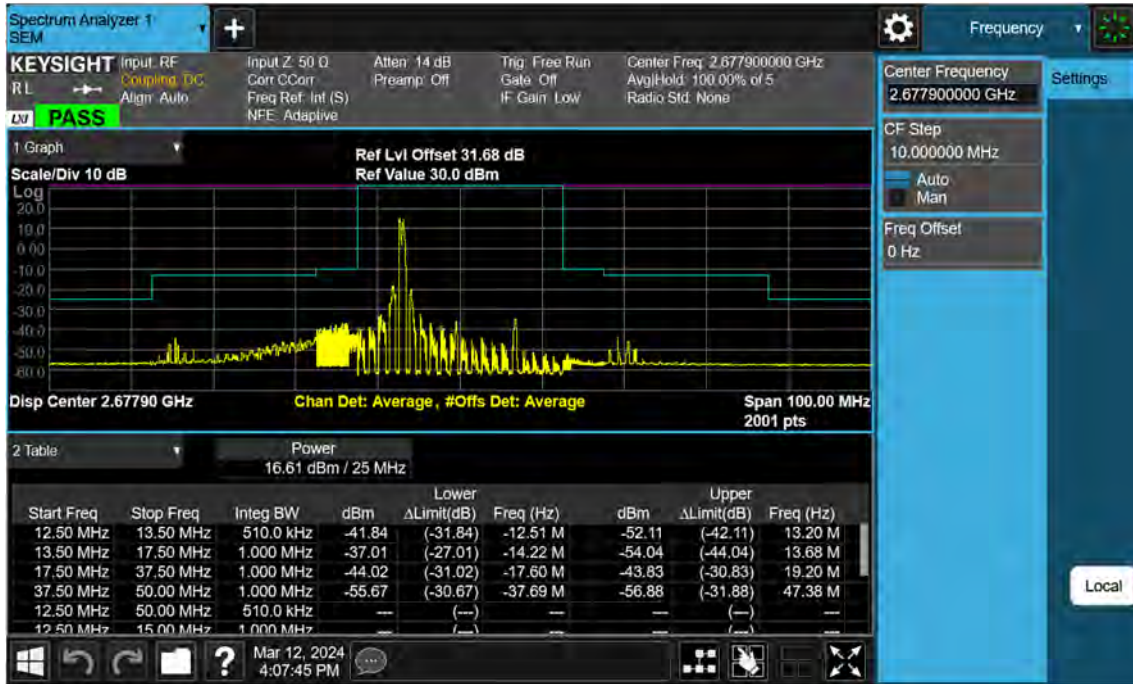 Spectrum Analyzer 1
SEM
Frequency
KEYSIGHT Input: RF Input Z: 50 Ω Atten: 14 dB Trig: Free Run Center Freq: 2.677900000 GHz
RL Coupling: DC Corr CCorr Preamp: Off Gate: Off Avg|Hold: 100.00% of 5
Align: Auto Freq Ref: Int (S) IF Gain: Low Radio Std: None
LXI PASS NFE: Adaptive
Center Frequency
2.677900000 GHz
Settings
CF Step
10.000000 MHz
Auto
Man
Freq Offset
0 Hz
Local
1 Graph
Ref Lvl Offset 31.68 dB
Scale/Div 10 dB Ref Value 30.0 dBm
Log
20.0
10.0
0.00
-10.0
-20.0
-30.0
-40.0
-50.0
-60.0
Disp Center 2.67790 GHz Chan Det: Average, #Offs Det: Average Span 100.00 MHz
2001 pts
2 Table
Power
16.61 dBm / 25 MHz
Lower Upper
Start Freq Stop Freq Integ BW dBm ΔLimit(dB) Freq (Hz) dBm ΔLimit(dB) Freq (Hz)
12.50 MHz 13.50 MHz 510.0 kHz -41.84 (-31.84) -12.51 M -52.11 (-42.11) 13.20 M
13.50 MHz 17.50 MHz 1.000 MHz -37.01 (-27.01) -14.22 M -54.04 (-44.04) 13.68 M
17.50 MHz 37.50 MHz 1.000 MHz -44.02 (-31.02) -17.60 M -43.83 (-30.83) 19.20 M
37.50 MHz 50.00 MHz 1.000 MHz -55.67 (-30.67) -37.69 M -56.88 (-31.88) 47.38 M
12.50 MHz 50.00 MHz 510.0 kHz --- (---) --- --- (---) ---
12.50 MHz 15.00 MHz 1.000 MHz --- (---) --- --- (---) ---
? Mar 12, 2024
4:07:45 PM